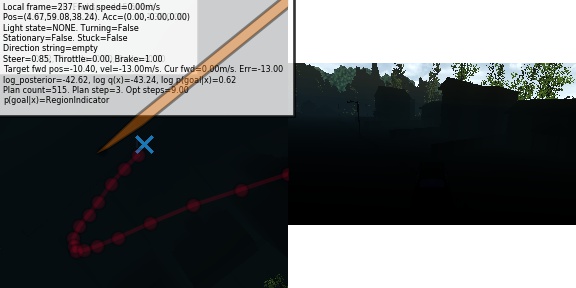 Local frame=237. Fwd speed=0.00m/s
Pos=(4.67,59.08,38.24). Acc=(0.00,-0.00,0.00)
Light state=NONE. Turning=False
Stationary=False. Stuck=False
Direction string=empty
Steer=0.85, Throttle=0.00, Brake=1.00
Target fwd pos=-10.40, vel=-13.00m/s. Cur fwd=0.00m/s. Err=-13.00
log_posterior=-42.62, log q(x)=-43.24, log p(goal|x)=0.62
Plan count=515. Plan step=3. Opt steps=9.00
p(goal|x)=RegionIndicator